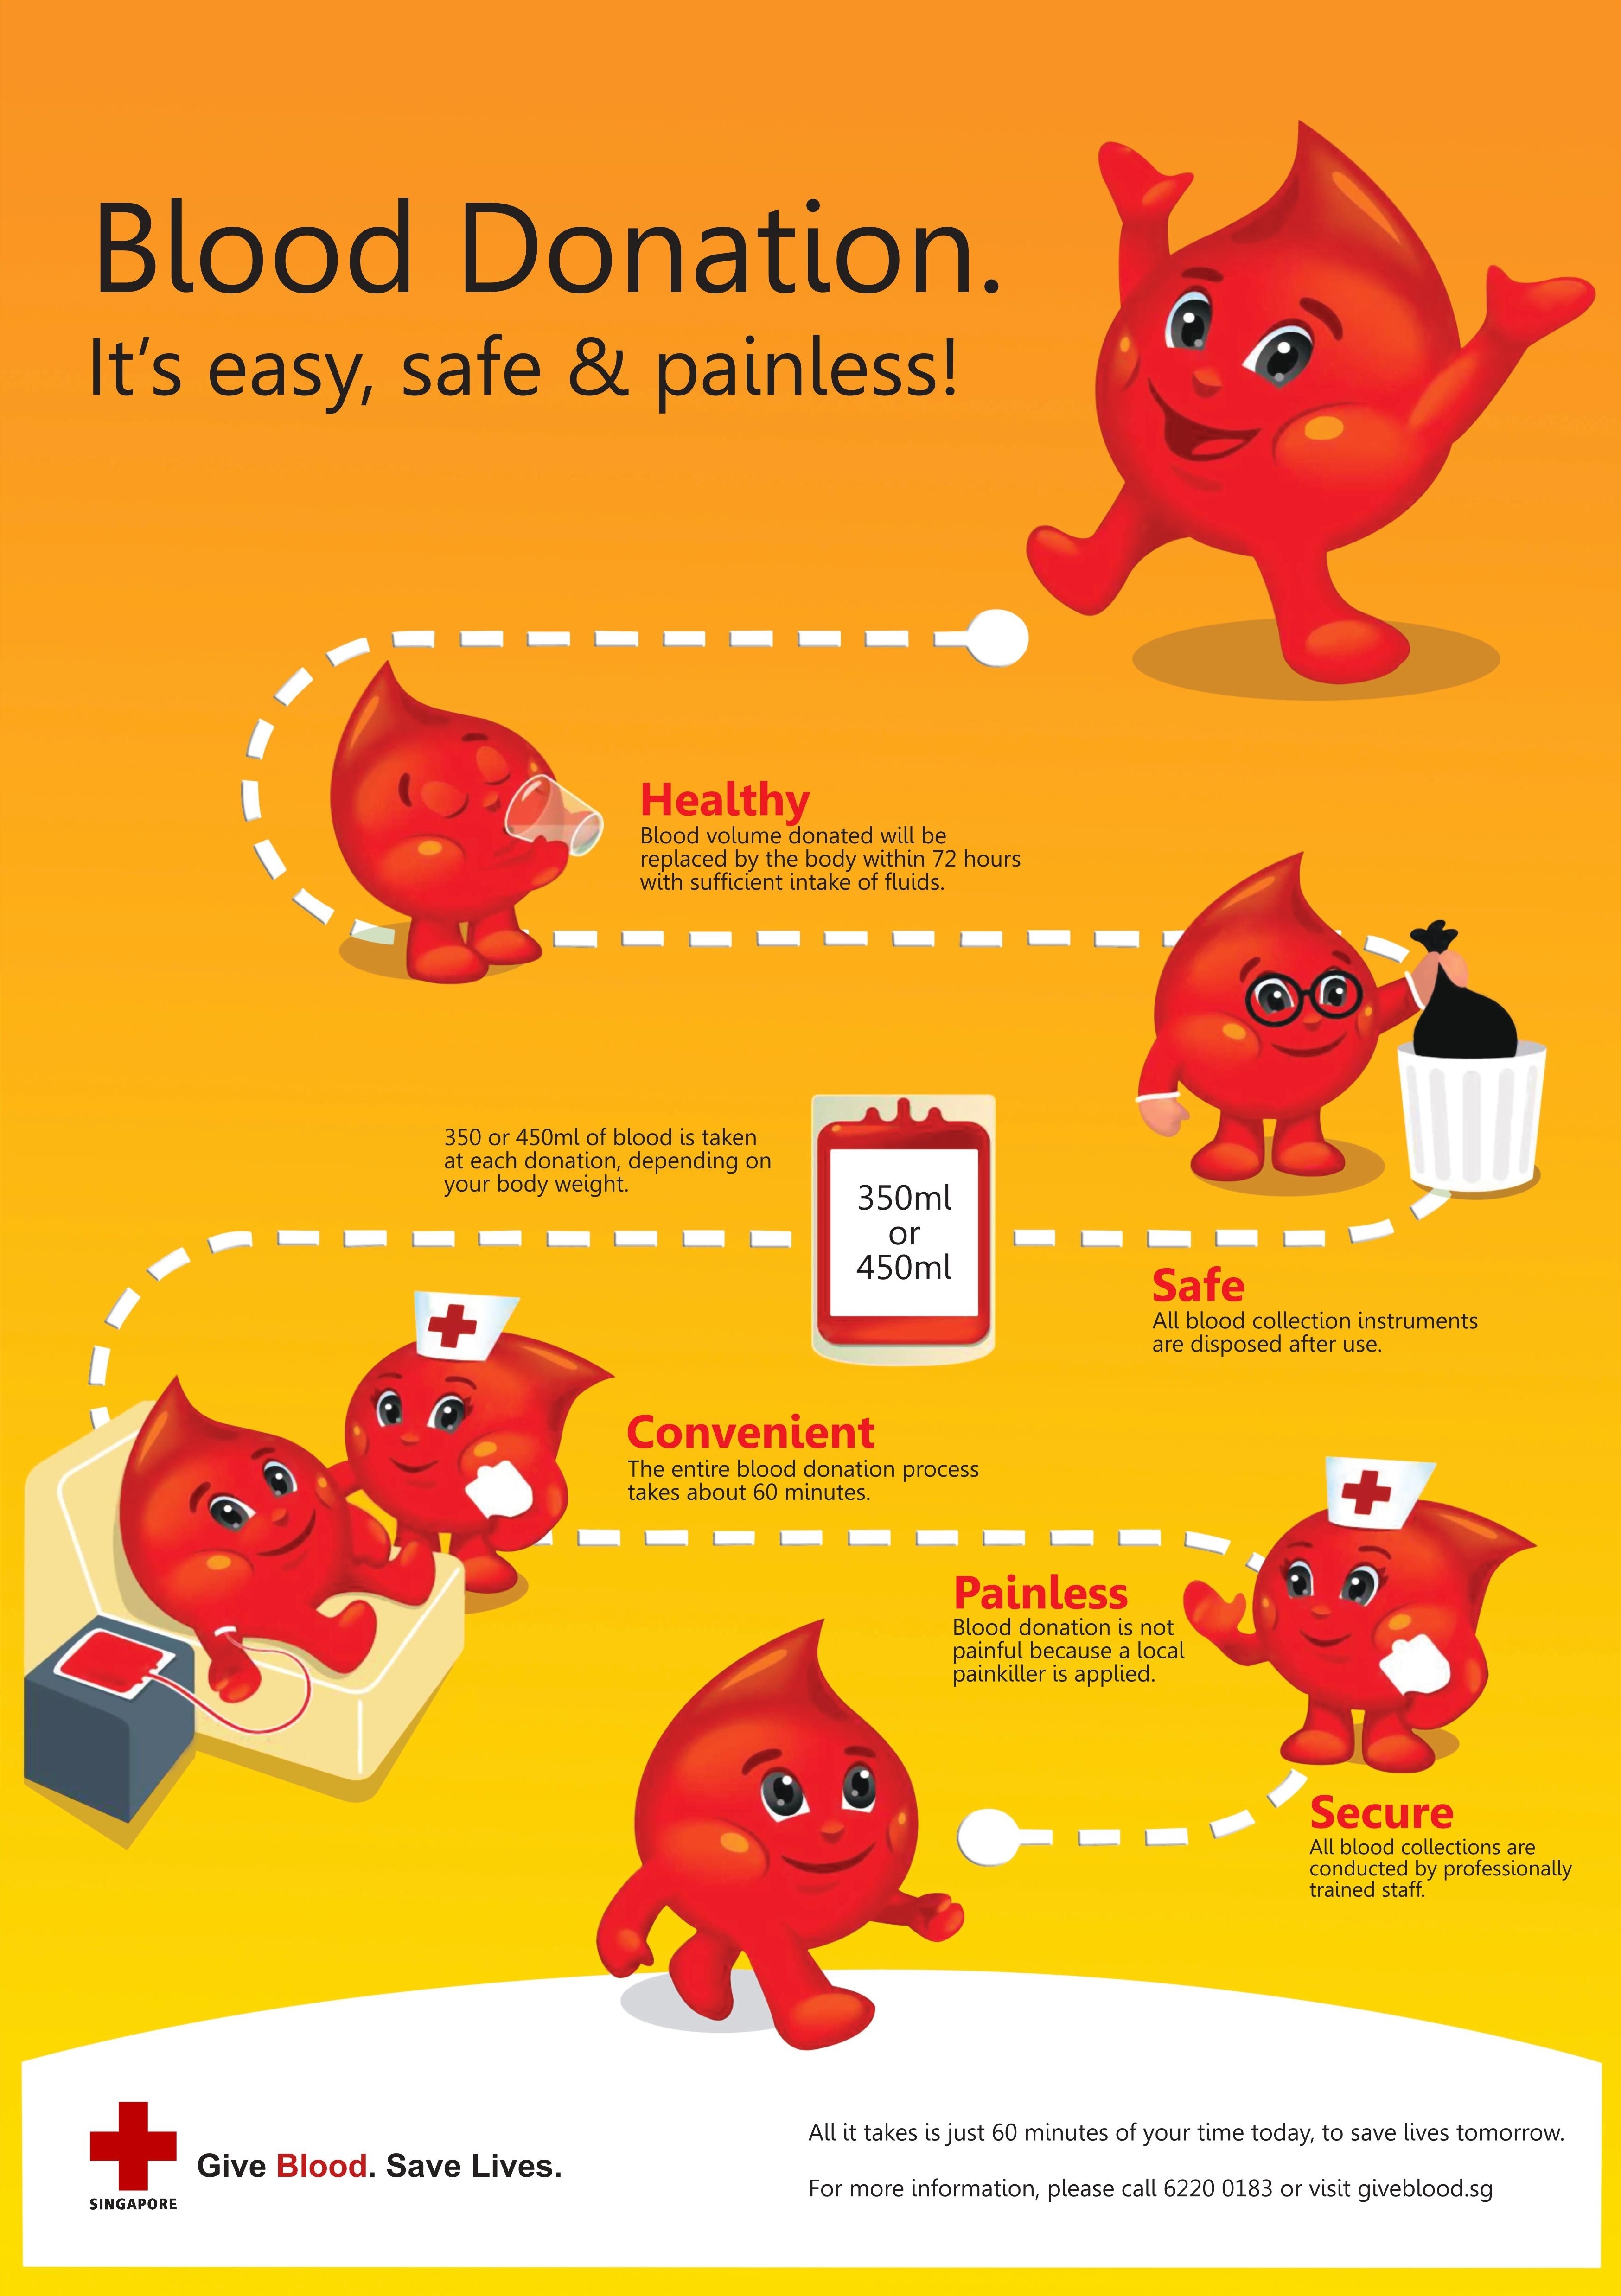 Blood Donation.
It's easy, safe & painless!
Healthy
Blood volume donated will be
replaced by the body within 72 hours
with sufficient intake of fluids.
350 or 450ml of blood is taken
at each donation, depending on
your body weight.
350ml
or
450ml
Safe
All blood collection instruments
are disposed after use.
Convenient
The entire blood donation process
takes about 60 minutes.
Painless
Blood donation is not
painful because a local
painkiller is applied.
Secure
All blood collections are
conducted by professionally
trained staff.
SINGAPORE
Give Blood. Save Lives.
All it takes is just 60 minutes of your time today, to save lives tomorrow.
For more information, please call 6220 0183 or visit giveblood.sg